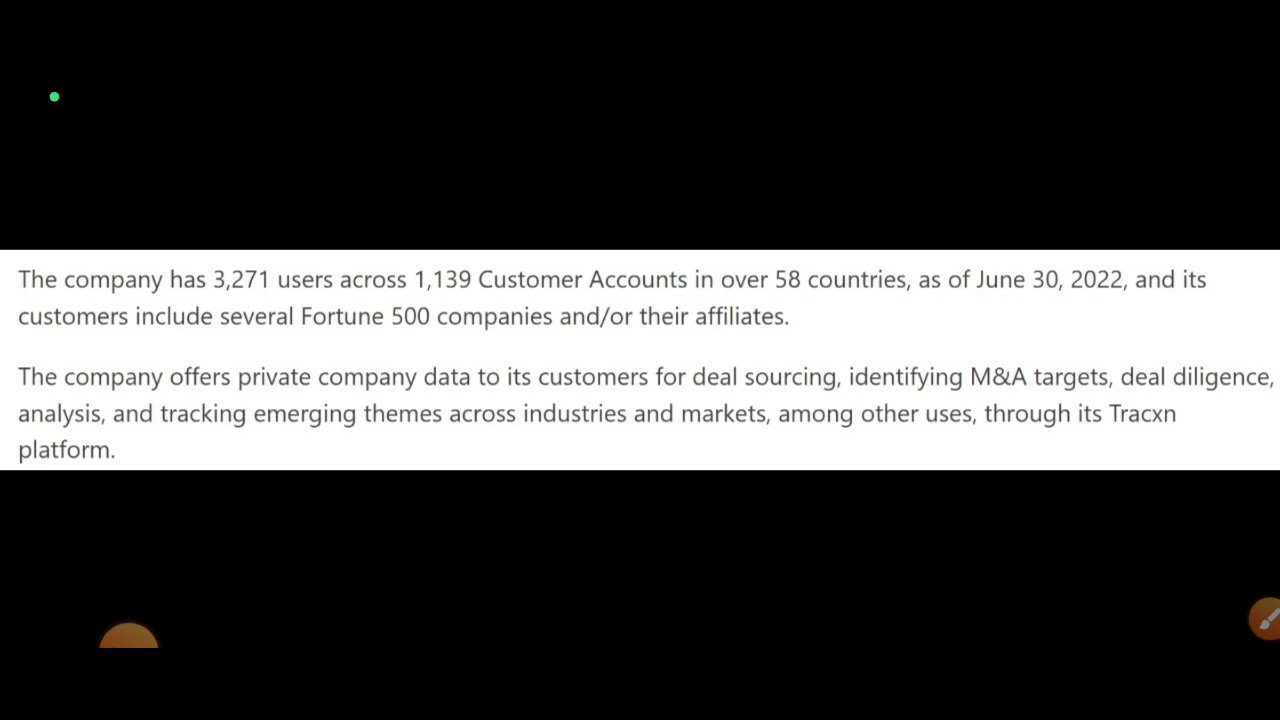 The company has 3,271 users across 1,139 Customer Accounts in over 58 countries, as of June 30, 2022, and its
customers include several Fortune 500 companies and/or their affiliates.
The company offers private company data to its customers for deal sourcing, identifying M&A targets, deal diligence,
analysis, and tracking emerging themes across industries and markets, among other uses, through its Tracxn
platform.